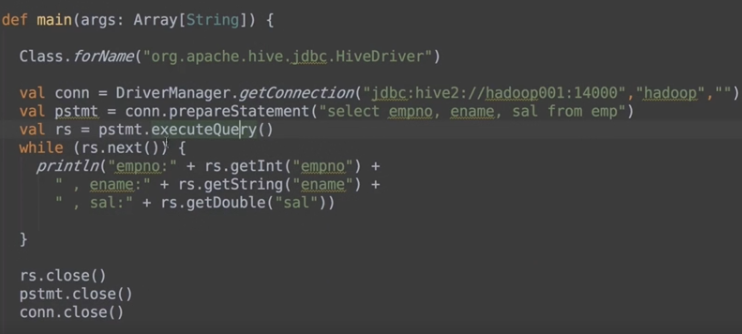 def main(args: Array[String]) {
Class.forName("org.apache.hive.jdbc.HiveDriver")
val conn = DriverManager.getConnection("jdbc:hive2://hadoop001:14000","hadoop","")
val pstmt = conn.prepareStatement("select empno, ename, sal from emp")
val rs = pstmt.executeQuery()
while (rs.next()) {
println("empno:" + rs.getInt("empno") +
" , ename:" + rs.getString("ename") +
" , sal:" + rs.getDouble("sal"))
}
rs.close()
pstmt.close()
conn.close()